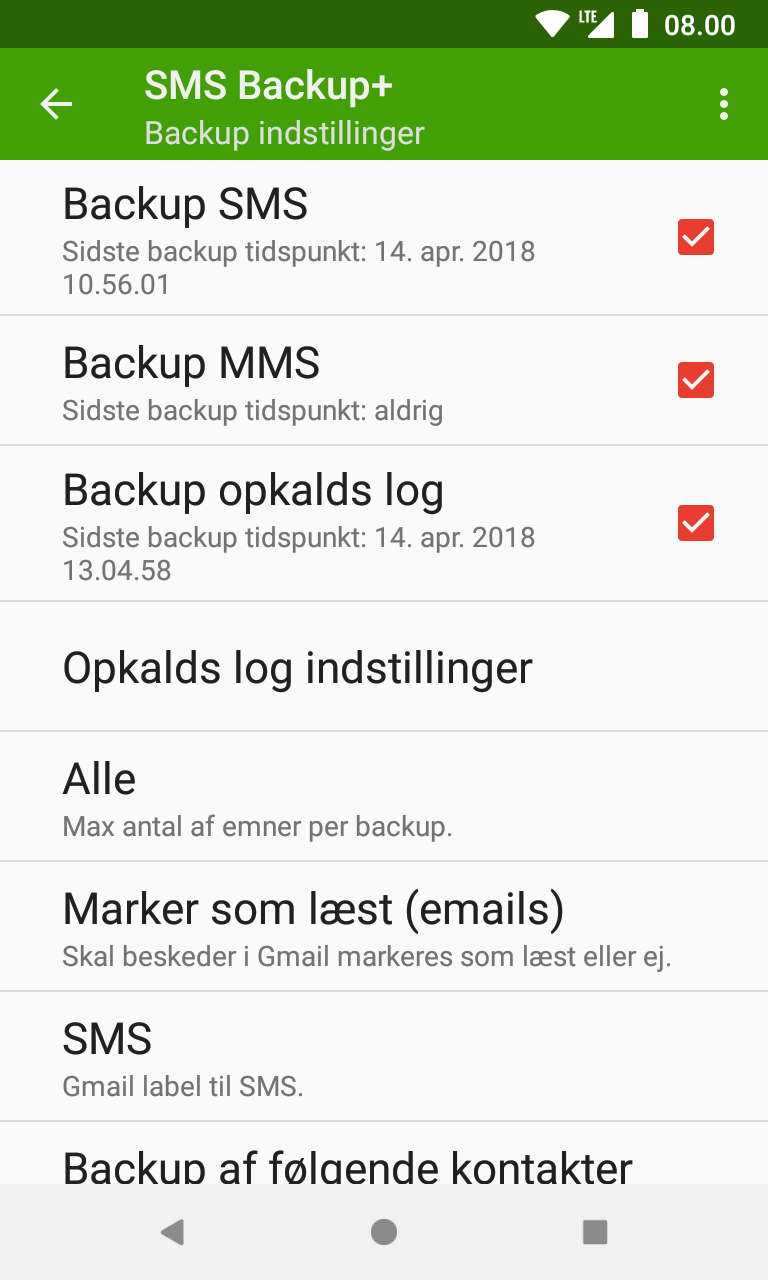 LTE 08.00
SMS Backup+
Backup indstillinger
Backup SMS
Sidste backup tidspunkt: 14. apr. 2018
10.56.01
Backup MMS
Sidste backup tidspunkt: aldrig
Backup opkalds log
Sidste backup tidspunkt: 14. apr. 2018
13.04.58
Opkalds log indstillinger
Alle
Max antal af emner per backup.
Marker som læst (emails)
Skal beskeder i Gmail markeres som læst eller ej.
SMS
Gmail label til SMS.
Backup af følgende kontakter